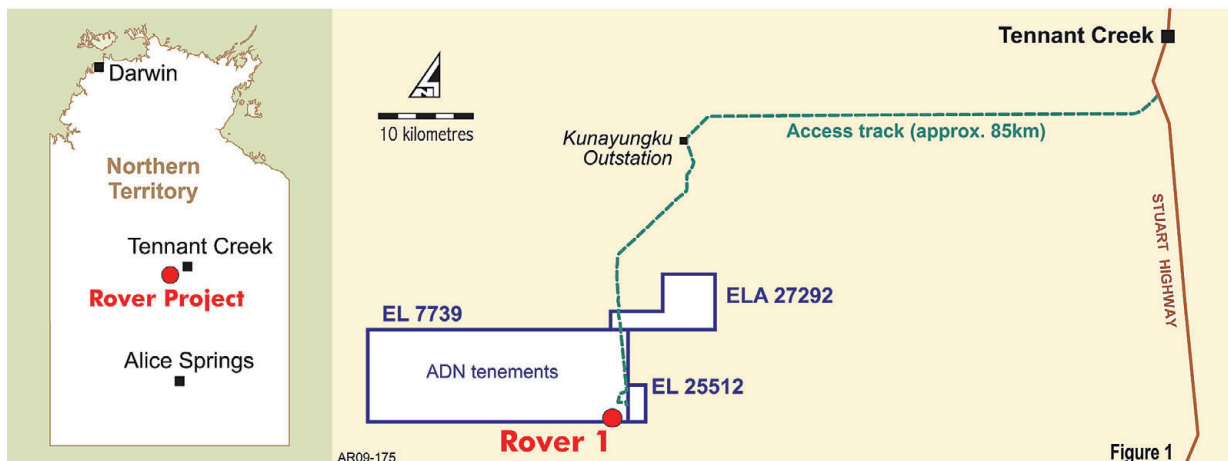 Darwin
Northern
Territory
Tennant Creek
Rover Project
Alice Springs
10 kilometres
Tennant Creek
Access track (approx. 85km)
Kunayungku
Outstation
STUART HIGHWAY
ELA 27292
EL 7739
ADN tenements
EL 25512
Rover 1
AR09-175
Figure 1